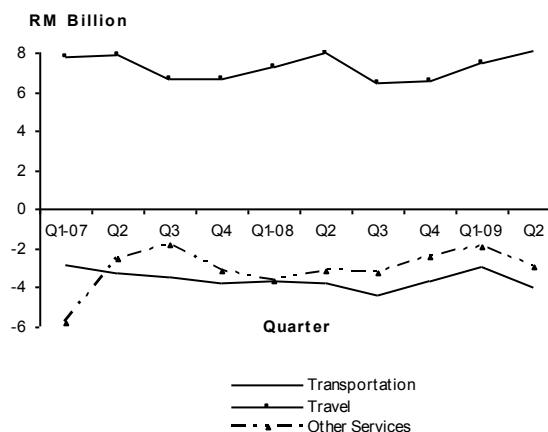 RM Billion
8
6
4
2
0
Q1-07 Q2 Q3 Q4 Q1-08 Q2 Q3 Q4 Q1-09 Q2
-2
-4
-6
Quarter
Transportation
Travel
Other Services